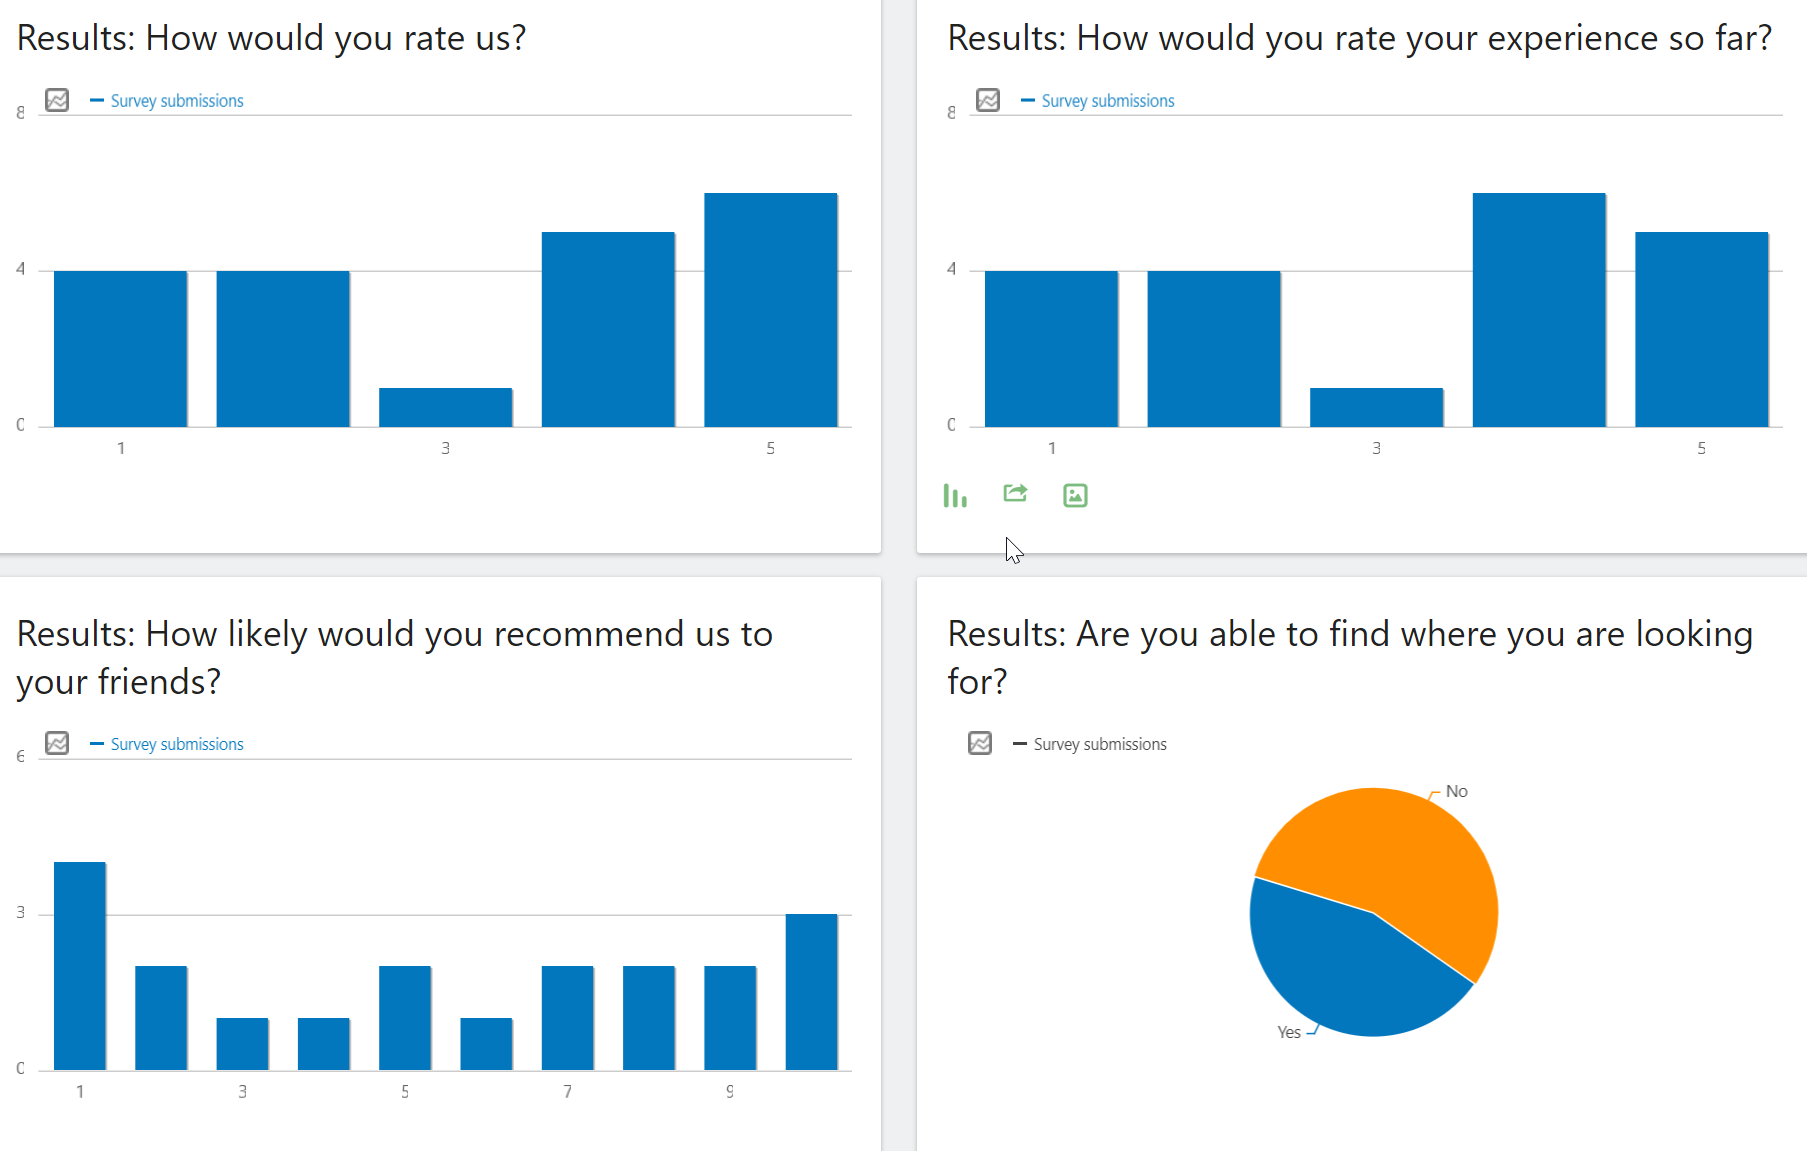 Results: How would you rate us?
Survey submissions
8
4
0
1 3 5
Results: How would you rate your experience so far?
Survey submissions
8
4
0
1 3 5
Results: How likely would you recommend us to
your friends?
Survey submissions
6
3
0
1 3 5 7 9
Results: Are you able to find where you are looking
for?
Survey submissions
No
Yes